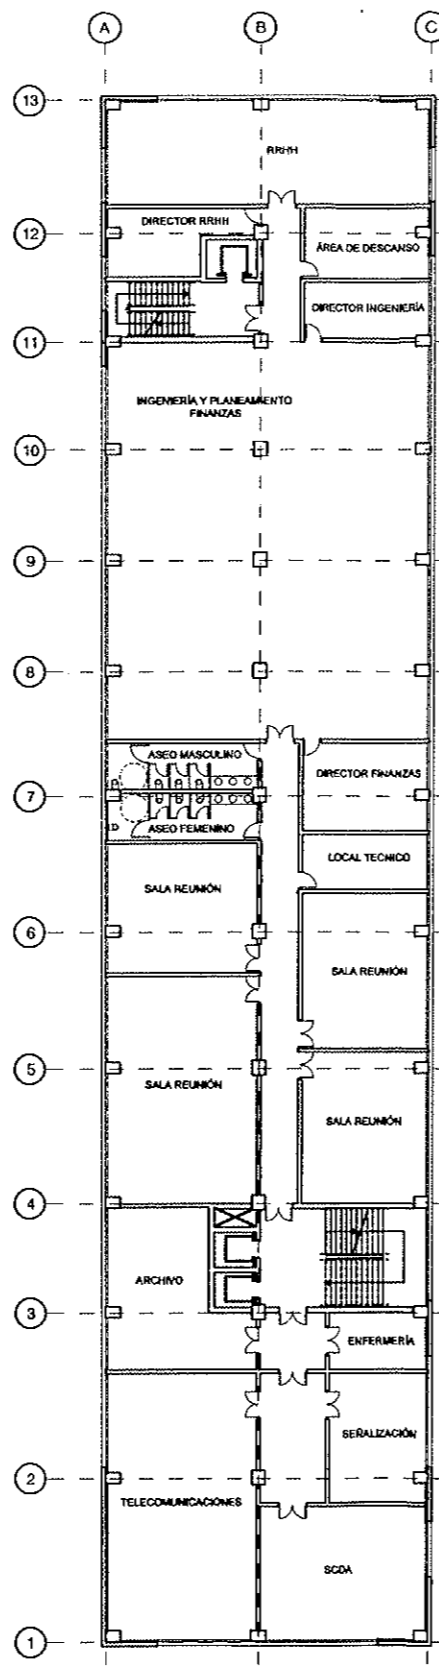 A
B
C
13
RRHH
DIRECTOR RRHH
12
ÁREA DE DESCANSO
DIRECTOR INGENIERÍA
11
INGENIERÍA Y PLANEAMIENTO
FINANZAS
10
9
8
ASEO MASCULINO
DIRECTOR FINANZAS
7
ASEO FEMENINO
LOCAL TECNICO
SALA REUNIÓN
6
SALA REUNIÓN
5
SALA REUNIÓN
SALA REUNIÓN
4
ARCHIVO
3
ENFERMERÍA
SEÑALIZACIÓN
2
TELECOMUNICACIONES
SCDA
1